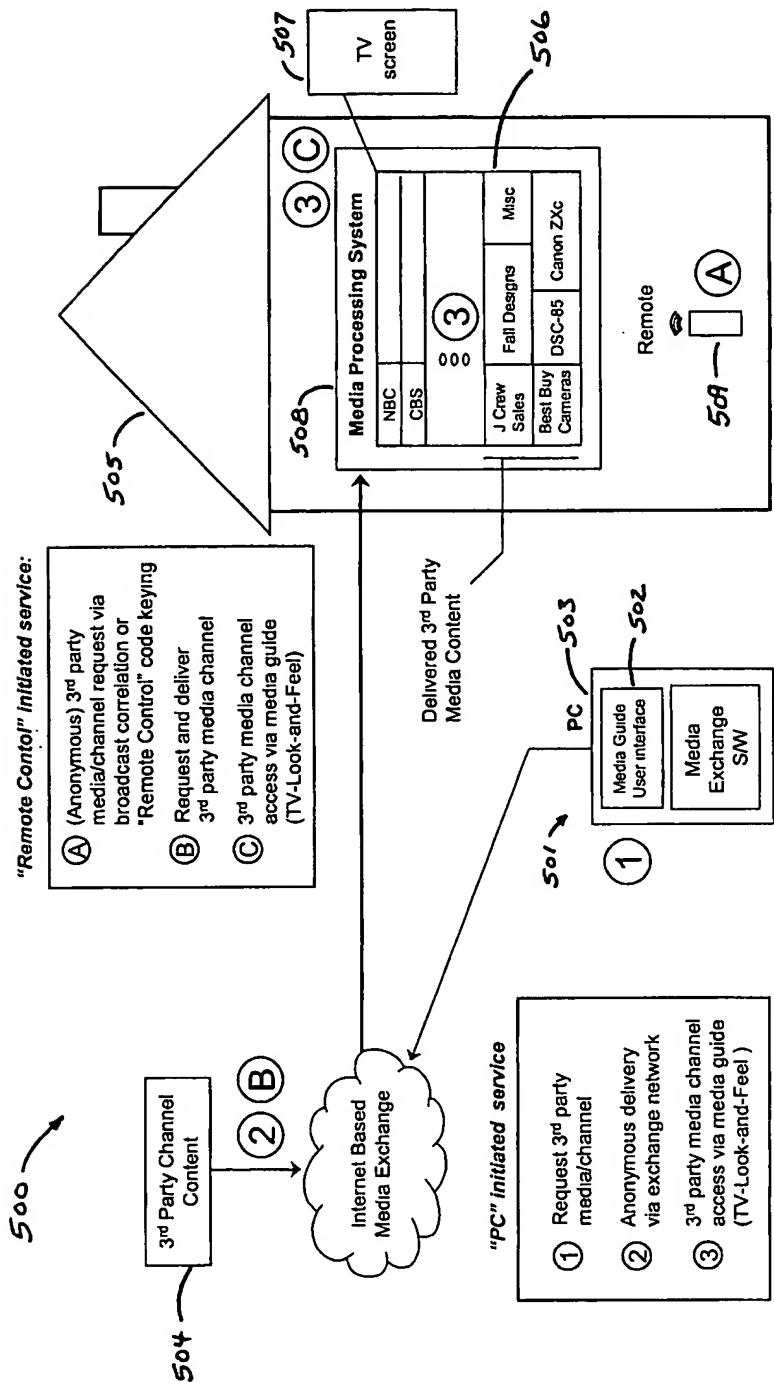 500
504
3rd Party Channel
Content
2 B
Internet Based
Media Exchange
"PC" initiated service
1 Request 3rd party
media/channel
2 Anonymous delivery
via exchange network
3 3rd party media channel
access via media guide
(TV-Look-and-Feel )
"Remote Contol" initiated service:
A (Anonymous) 3rd party
media/channel request via
broadcast correlation or
"Remote Control" code keying
B Request and deliver
3rd party media channel
C 3rd party media channel
access via media guide
(TV-Look-and-Feel)
Delivered 3rd Party
Media Content
501
1
PC
503
502
Media Guide
User interface
Media
Exchange
S/W
505
3 C
508
Media Processing System
NBC
CBS
3
J Crew
Sales
Fall Designs
Misc
Best Buy
Cameras
DSC-85
Canon ZXc
506
507
TV
screen
Remote
509
A